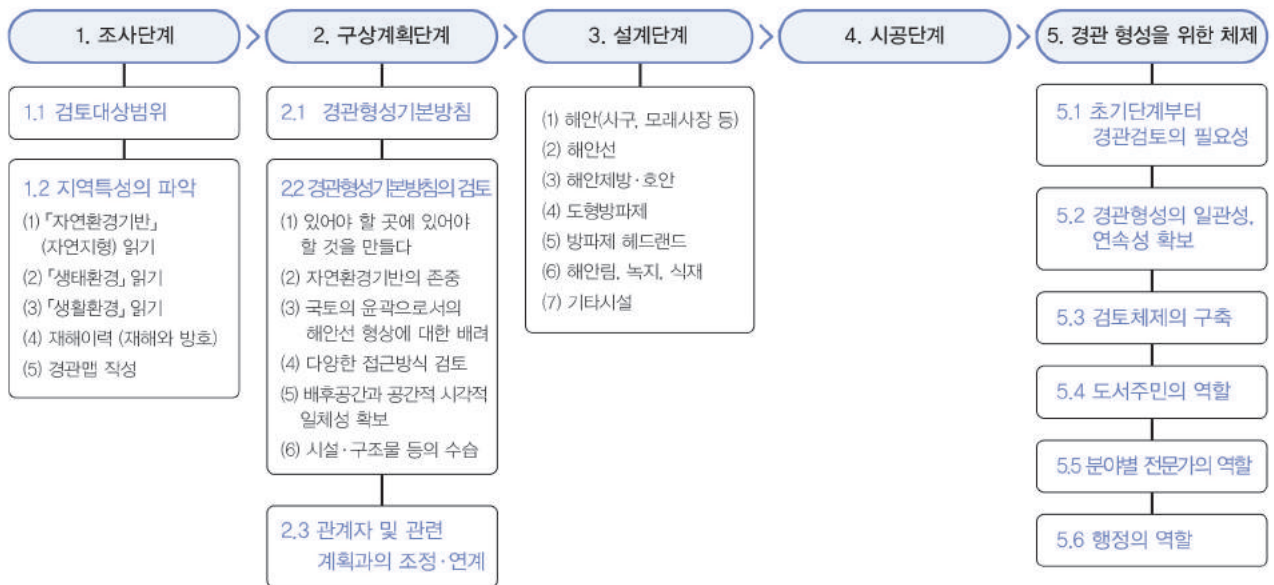 1. 조사단계
1.1 검토대상범위
1.2 지역특성의 파악
(1) 「자연환경기반」
(자연지형) 읽기
(2) 「생태환경」 읽기
(3) 「생활환경」 읽기
(4) 재해이력 (재해와 방호)
(5) 경관맵 작성
2. 구상계획단계
2.1 경관형성기본방침
2.2 경관형성기본방침의 검토
(1) 있어야 할 곳에 있어야
할 것을 만들다
(2) 자연환경기반의 존중
(3) 국토의 윤곽으로서의
해안선 형상에 대한 배려
(4) 다양한 접근방식 검토
(5) 배후공간과 공간적 시각적
일체성 확보
(6) 시설·구조물 등의 수습
2.3 관계자 및 관련
계획과의 조정·연계
3. 설계단계
(1) 해안(사구, 모래사장 등)
(2) 해안선
(3) 해안제방·호안
(4) 도형방파제
(5) 방파제 헤드랜드
(6) 해안림, 녹지, 식재
(7) 기타시설
4. 시공단계
5. 경관 형성을 위한 체제
5.1 초기단계부터
경관검토의 필요성
5.2 경관형성의 일관성,
연속성 확보
5.3 검토체제의 구축
5.4 도서주민의 역할
5.5 분야별 전문가의 역할
5.6 행정의 역할